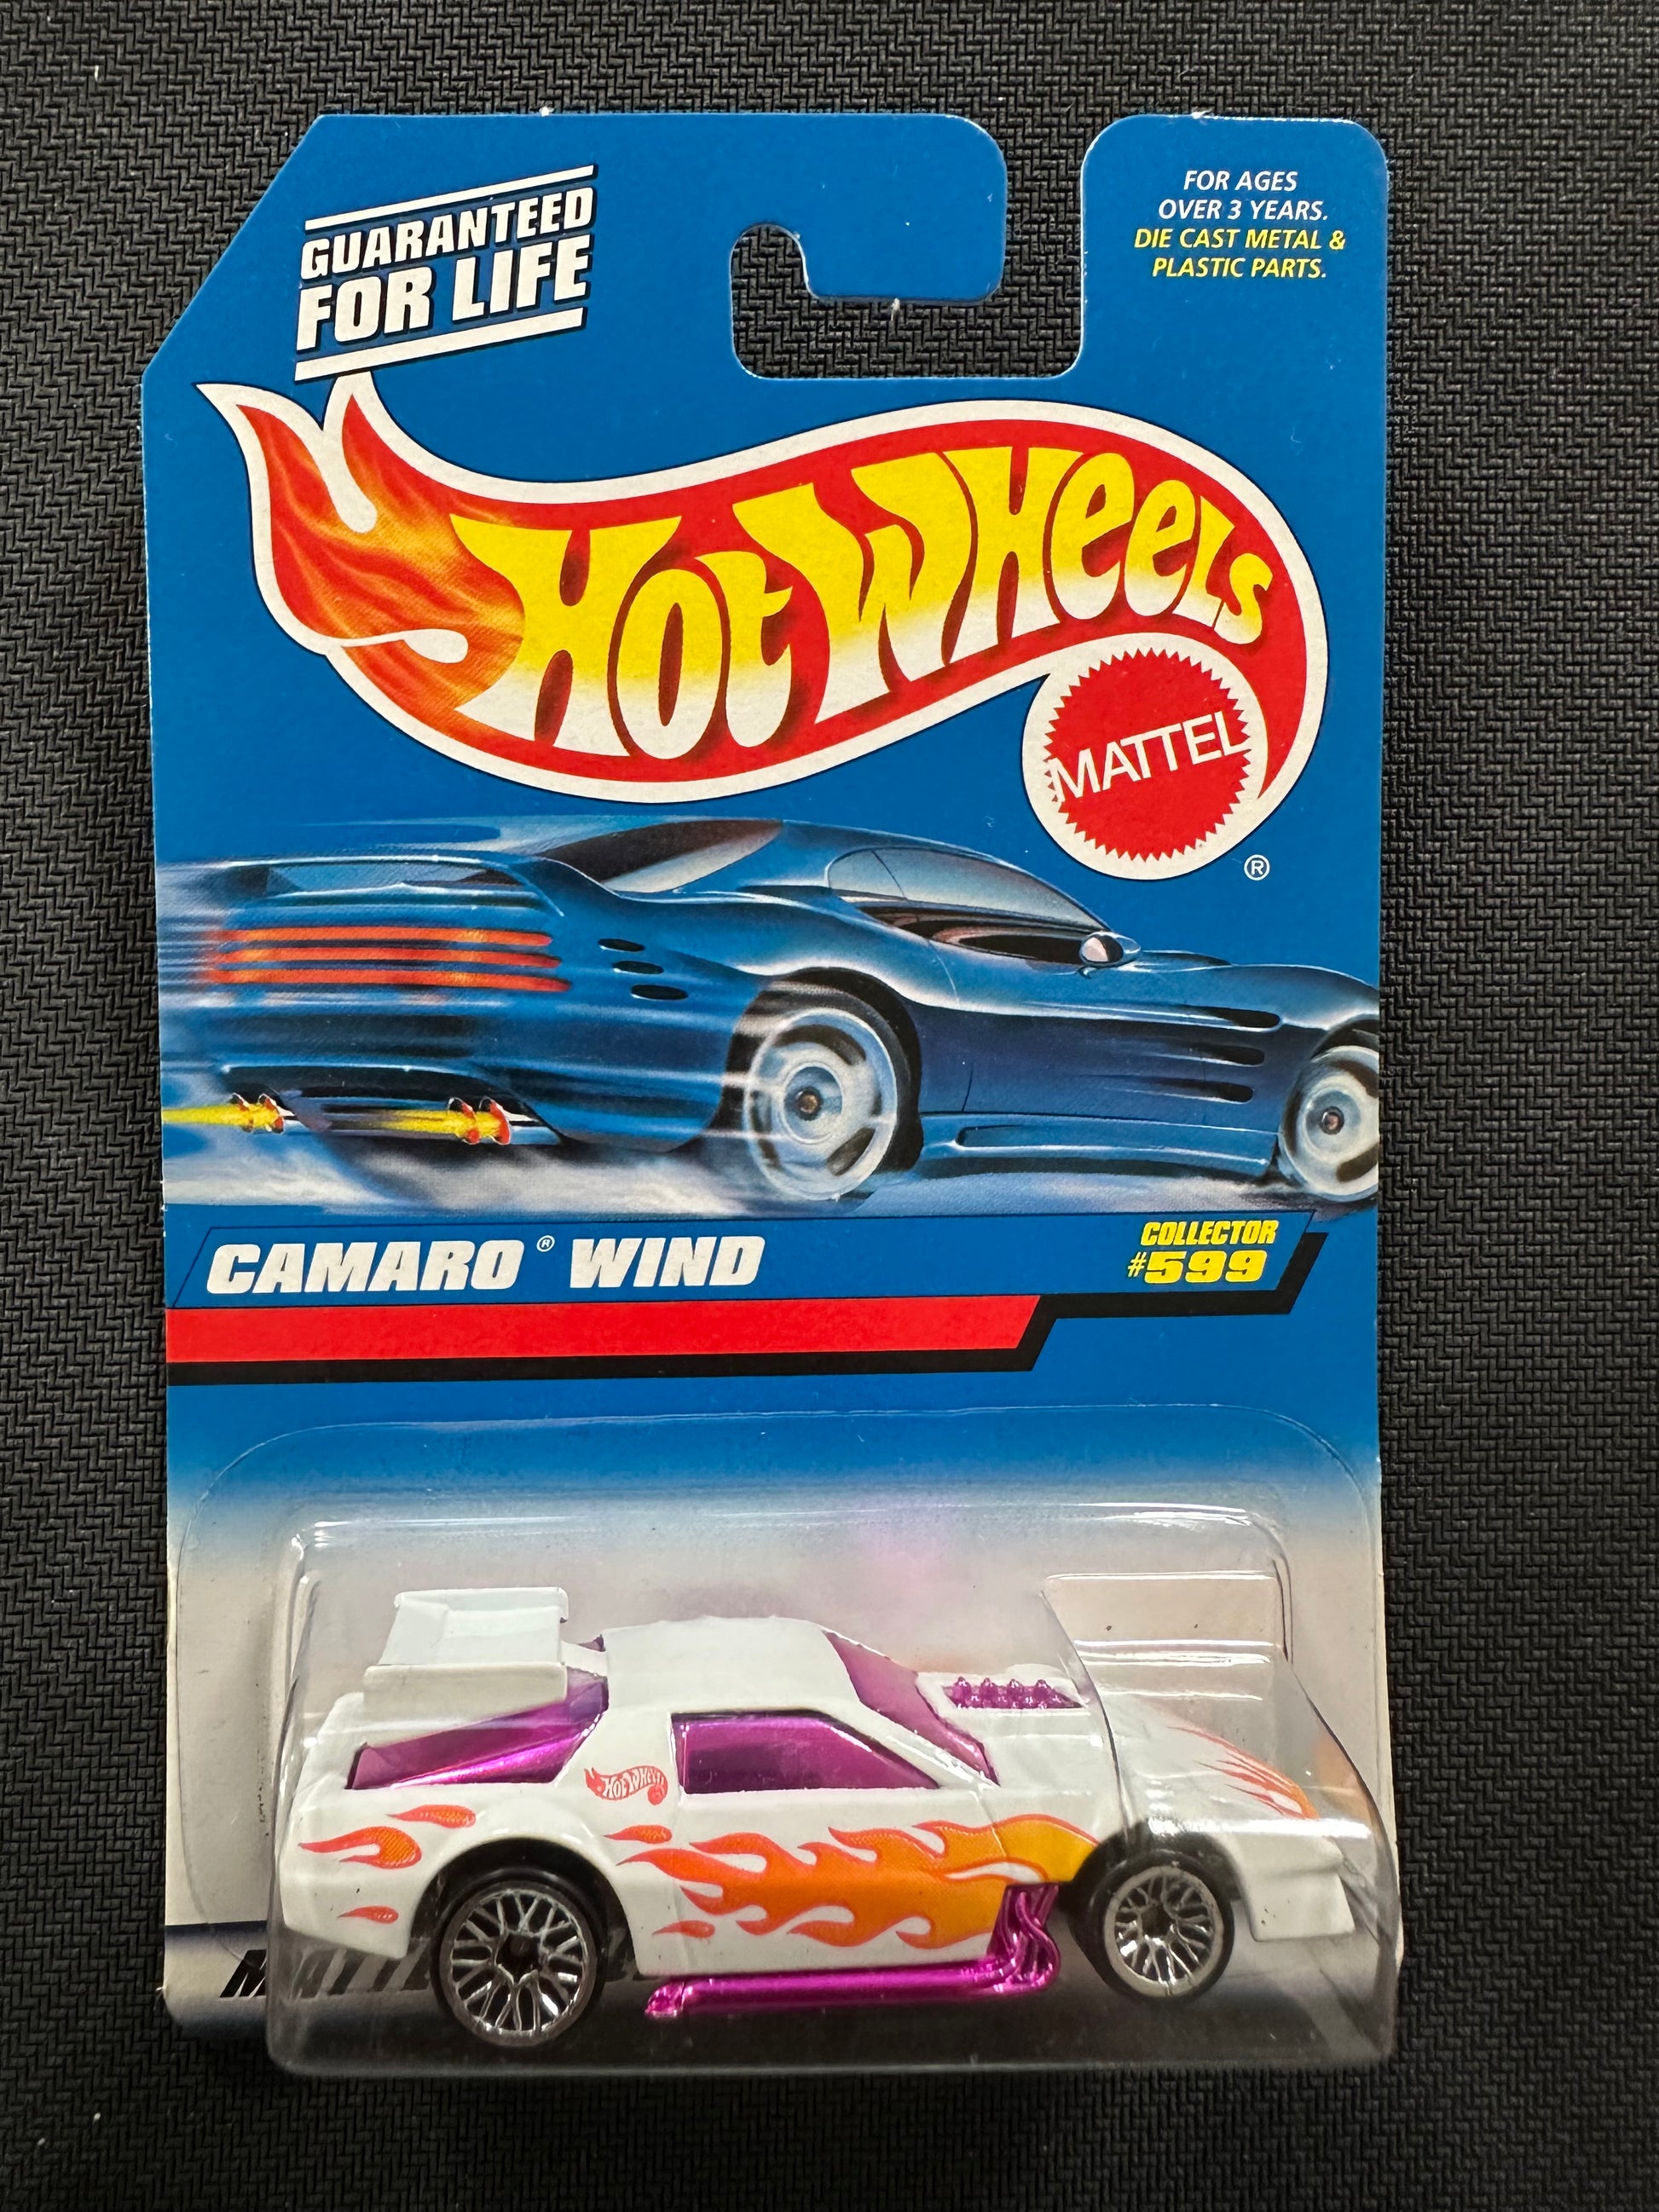 GUARANTEED
FOR LIFE
FOR AGES
OVER 3 YEARS.
DIE CAST METAL &
PLASTIC PARTS.
HOT WHEELS
MATTEL
®
CAMARO® WIND
COLLECTOR
#599
HOT WHEELS